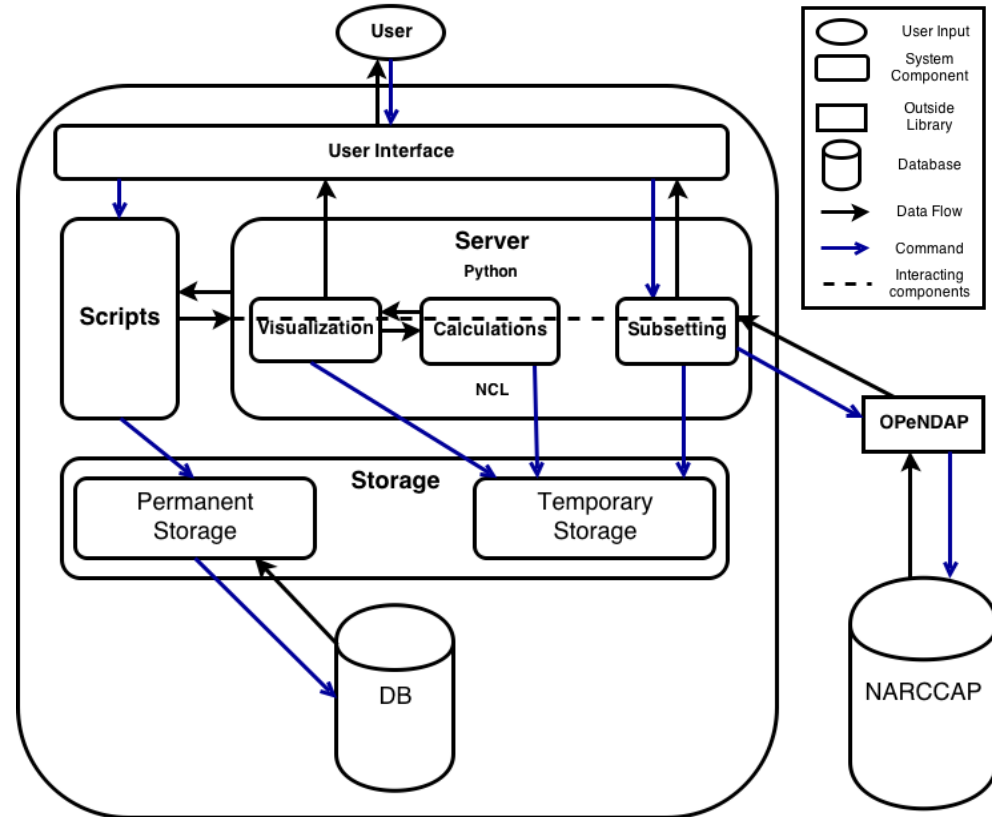 User
User Interface
Server
Python
Scripts
Visualization
Calculations
Subsetting
NCL
Storage
Permanent
Storage
Temporary
Storage
DB
OPeNDAP
NARCCAP
User Input
System
Component
Outside
Library
Database
Data Flow
Command
Interacting
components